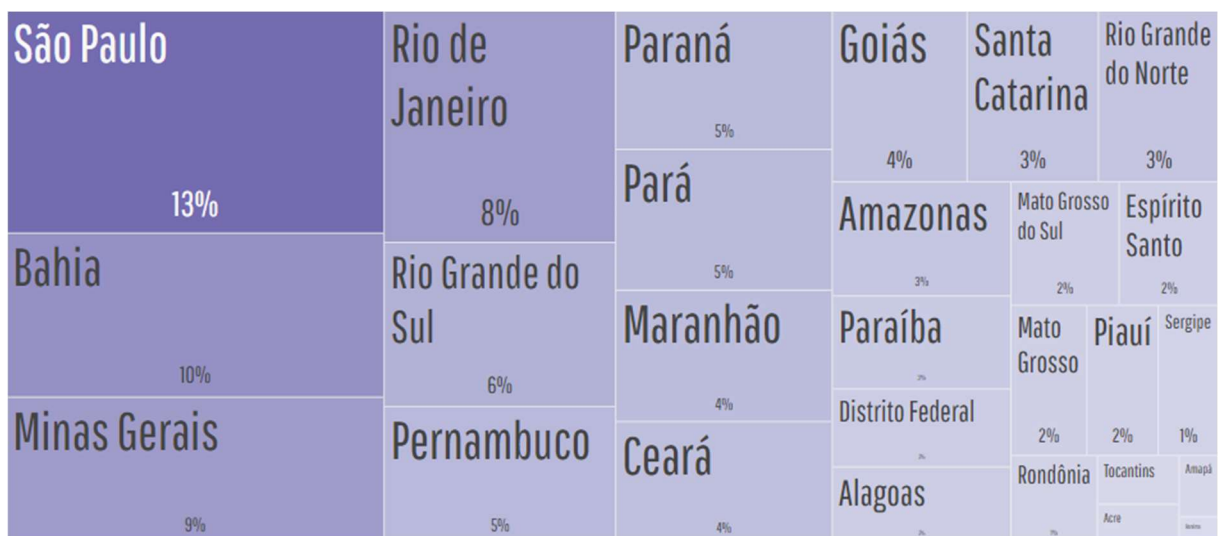 São Paulo
13%
Bahia
10%
Minas Gerais
9%
Rio de
Janeiro
8%
Rio Grande do
Sul
6%
Pernambuco
5%
Paraná
5%
Pará
5%
Maranhão
4%
Ceará
4%
Goiás
4%
Santa
Catarina
3%
Rio Grande
do Norte
3%
Amazonas
3%
Paraíba
Distrito Federal
Alagoas
Mato Grosso
do Sul
2%
Espírito
Santo
2%
Mato
Grosso
2%
Piauí
2%
Sergipe
1%
Rondônia
Tocantins
Acre
Amapá